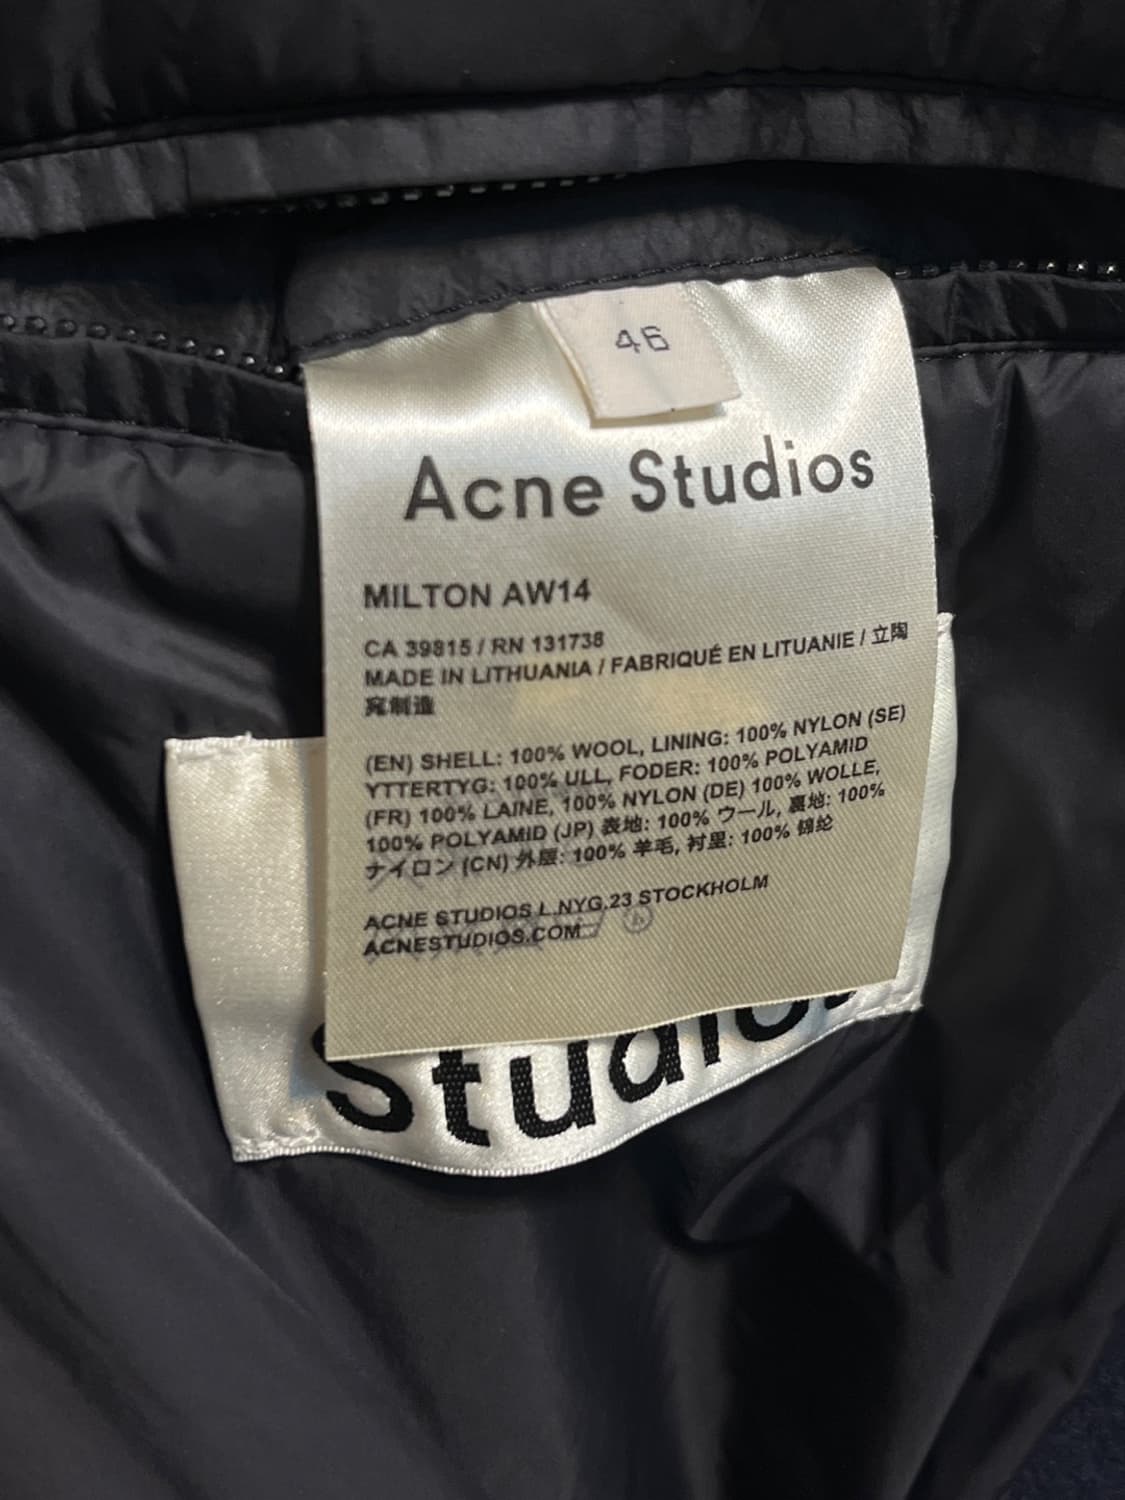 46
Acne Studios
MILTON AW14
CA 39815 / RN 131738
MADE IN LITHUANIA / FABRIQUÉ EN LITUANIE / 立陶
宛制造
(EN) SHELL: 100% WOOL, LINING: 100% NYLON (SE)
YTTERTYG: 100% ULL, FODER: 100% POLYAMID
(FR) 100% LAINE, 100% NYLON (DE) 100% WOLLE,
100% POLYAMID (JP) 表地: 100% ウール, 裏地: 100%
ナイロン (CN) 外层: 100% 羊毛, 衬里: 100% 锦纶
ACNE STUDIOS L.NYG.23 STOCKHOLM
ACNESTUDIOS.COM
Studios